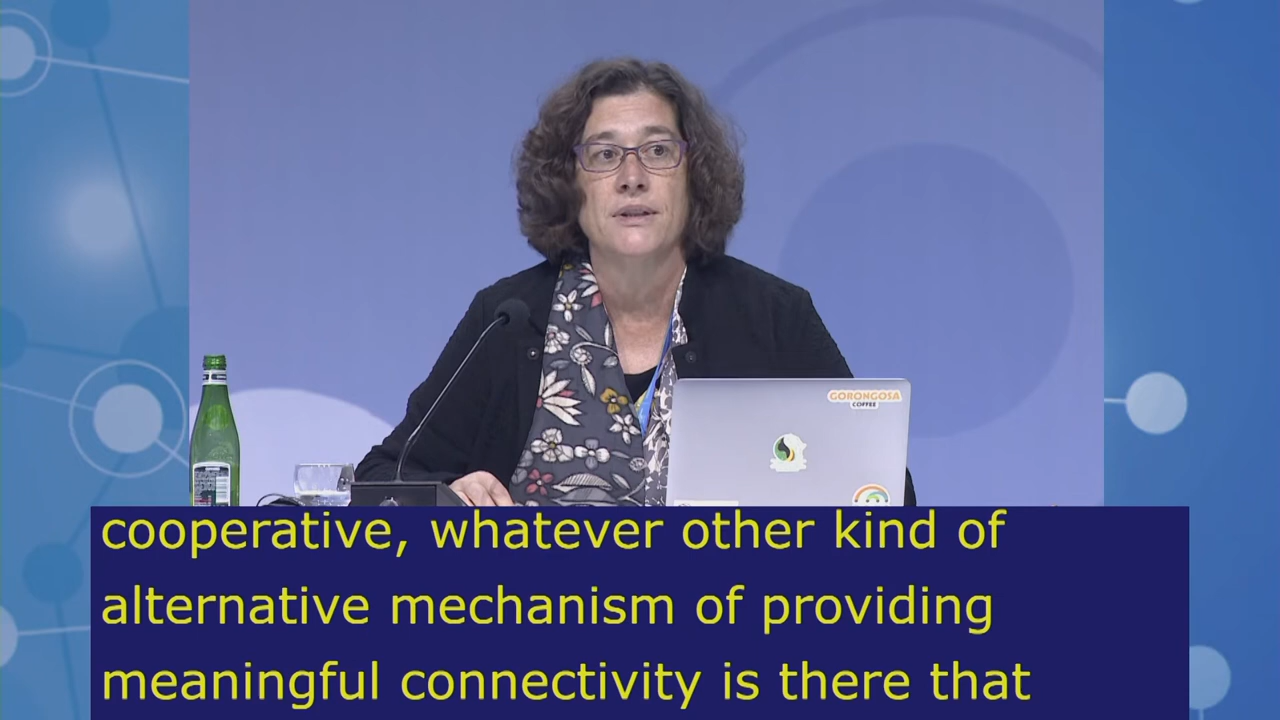 GORONGOSA
COFFEE
cooperative, whatever other kind of
alternative mechanism of providing
meaningful connectivity is there that